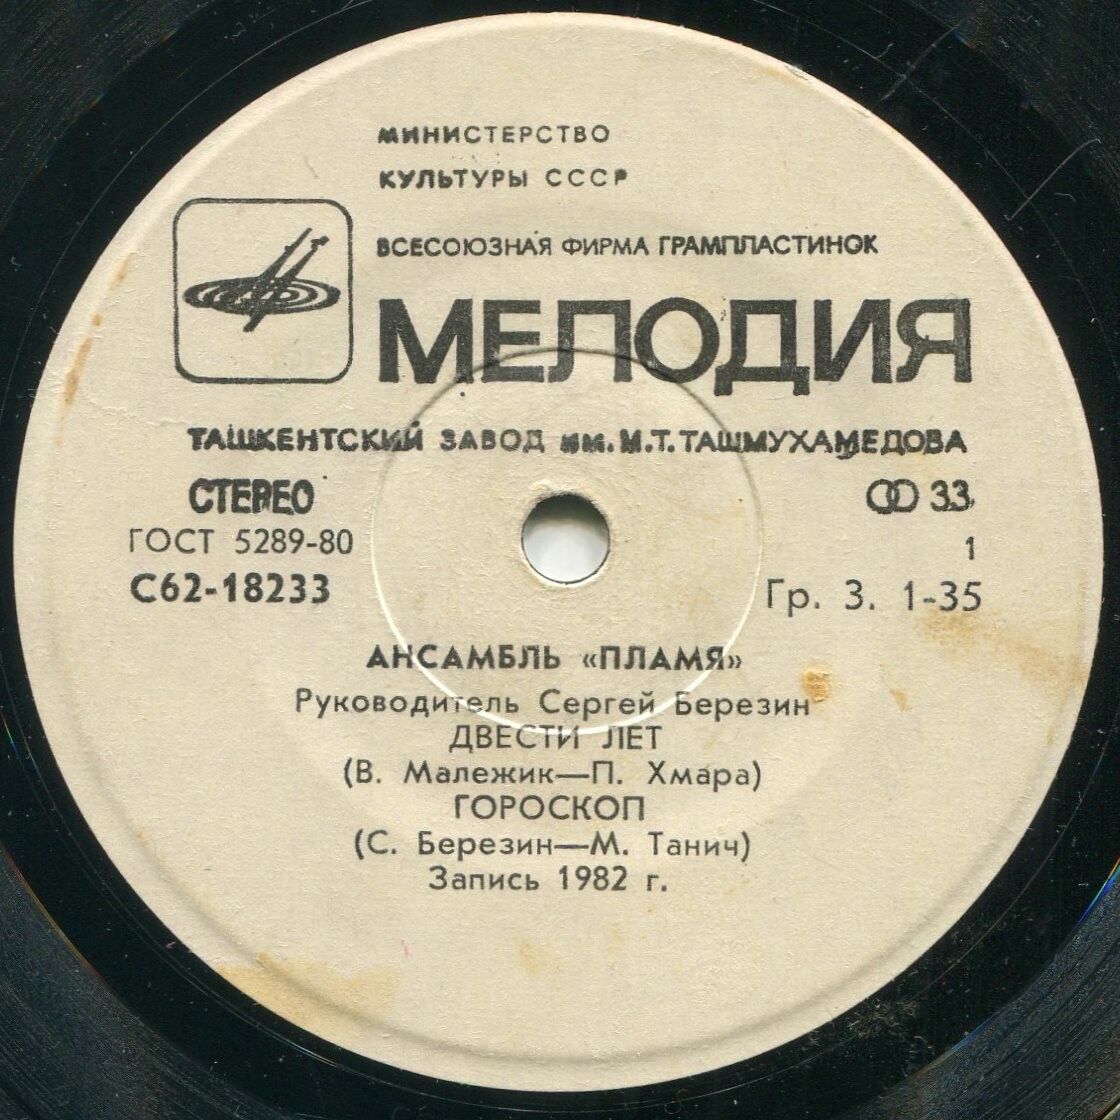 МИНИСТЕРСТВО
КУЛЬТУРЫ СССР
ВСЕСОЮЗНАЯ ФИРМА ГРАМПЛАСТИНОК
МЕЛОДИЯ
ТАШКЕНТСКИЙ ЗАВОД им. М.Т. ТАШМУХАМЕДОВА
СТЕРЕО 33
ГОСТ 5289-80 1
С62-18233 Гр. 3. 1-35
АНСАМБЛЬ «ПЛАМЯ»
Руководитель Сергей Березин
ДВЕСТИ ЛЕТ
(В. Малежик—П. Хмара)
ГОРОСКОП
(С. Березин—М. Танич)
Запись 1982 г.